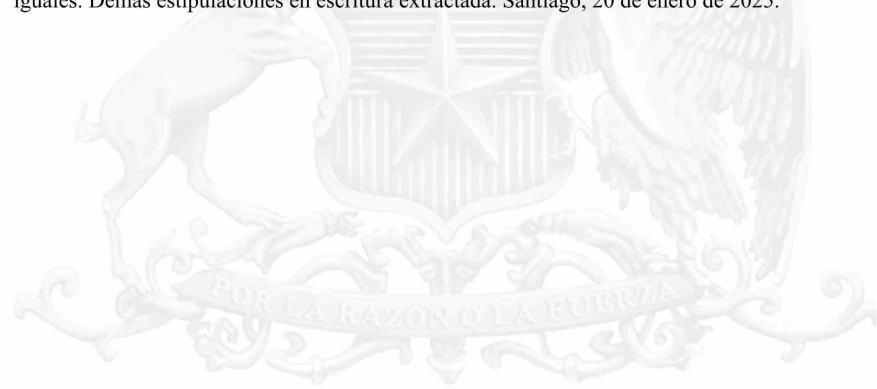 iguales. Demás estipulaciones en escritura extractada. Santiago, 20 de enero de 2025.
POR LA RAZON O LA FUERZA